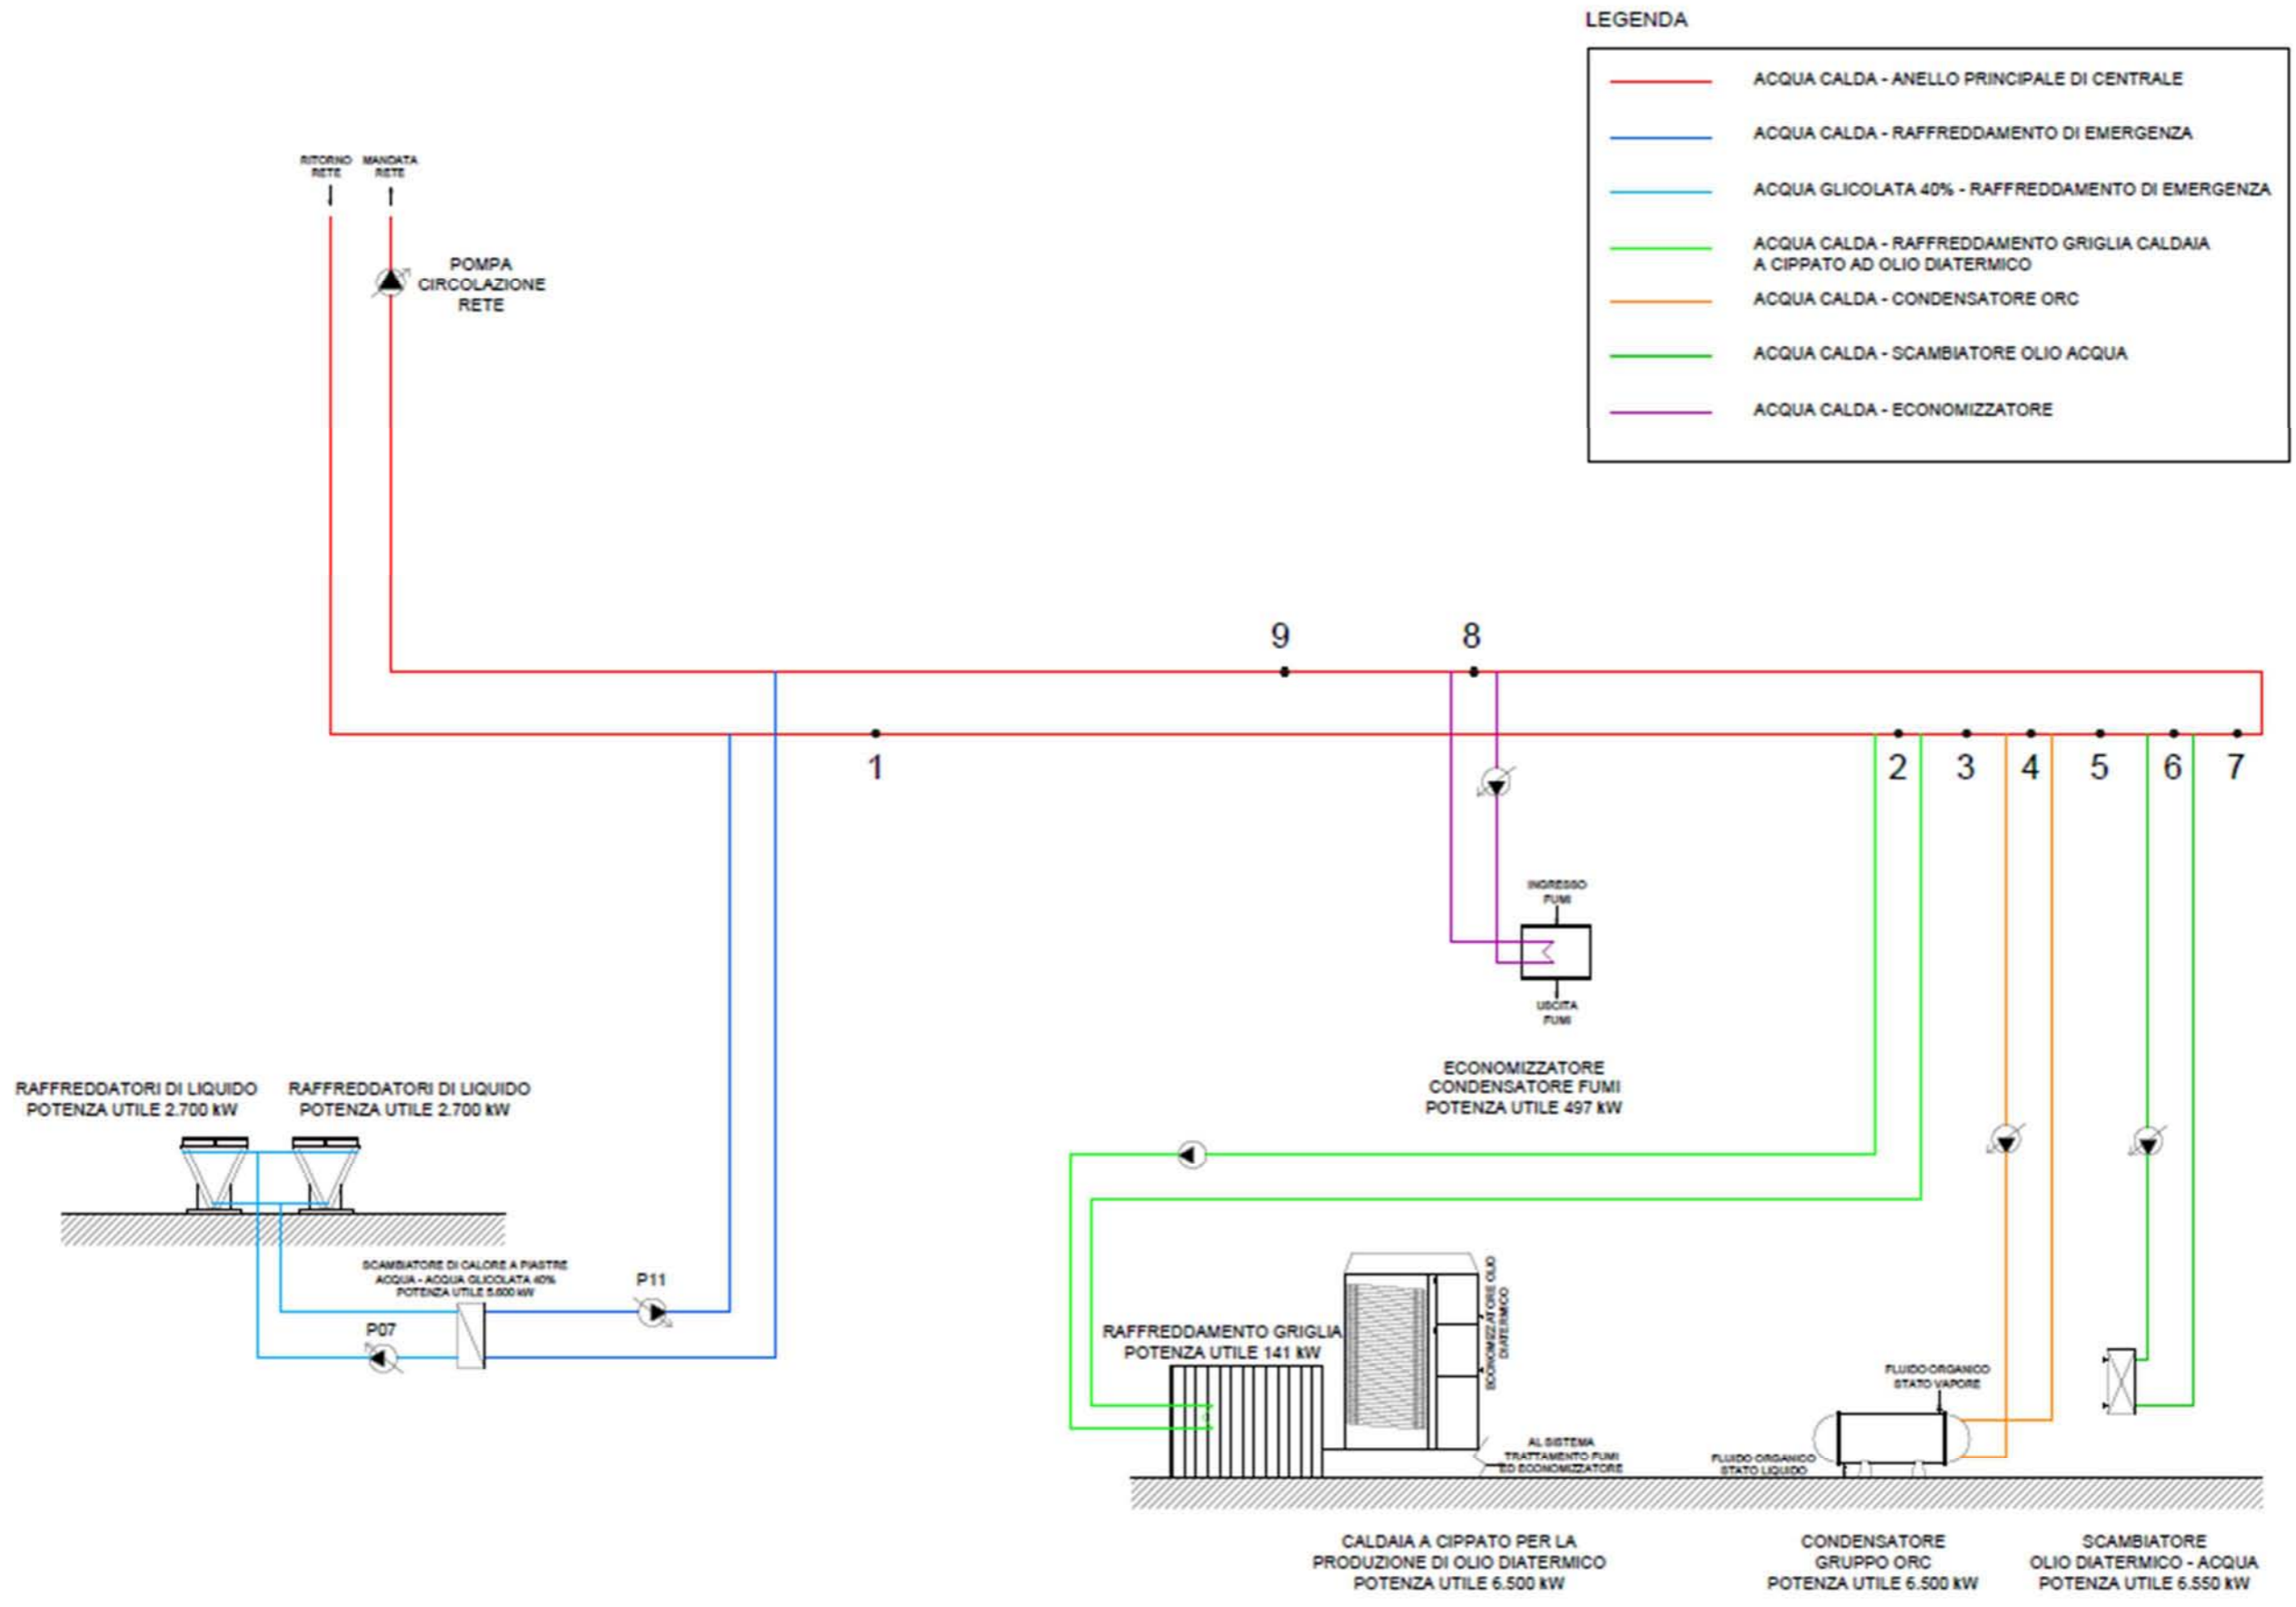 LEGENDA
ACQUA CALDA - ANELLO PRINCIPALE DI CENTRALE
ACQUA CALDA - RAFFREDDAMENTO DI EMERGENZA
ACQUA GLICOLATA 40% - RAFFREDDAMENTO DI EMERGENZA
ACQUA CALDA - RAFFREDDAMENTO GRIGLIA CALDAIA
A CIPPATO AD OLIO DIATERMICO
ACQUA CALDA - CONDENSATORE ORC
ACQUA CALDA - SCAMBIATORE OLIO ACQUA
ACQUA CALDA - ECONOMIZZATORE
RITORNO
RETE
MANDATA
RETE
POMPA
CIRCOLAZIONE
RETE
9
8
1
2
3
4
5
6
7
INGRESSO
FUMI
USCITA
FUMI
ECONOMIZZATORE
CONDENSATORE FUMI
POTENZA UTILE 497 kW
RAFFREDDATORI DI LIQUIDO
POTENZA UTILE 2.700 kW
RAFFREDDATORI DI LIQUIDO
POTENZA UTILE 2.700 kW
SCAMBIATORE DI CALORE A PIASTRE
ACQUA - ACQUA GLICOLATA 40%
POTENZA UTILE 5.600 kW
P11
P07
RAFFREDDAMENTO GRIGLIA
POTENZA UTILE 141 kW
ECONOMIZZATORE OLIO
DIATERMICO
AL SISTEMA
TRATTAMENTO FUMI
ED ECONOMIZZATORE
FLUIDO ORGANICO
STATO VAPORE
FLUIDO ORGANICO
STATO LIQUIDO
CALDAIA A CIPPATO PER LA
PRODUZIONE DI OLIO DIATERMICO
POTENZA UTILE 6.500 kW
CONDENSATORE
GRUPPO ORC
POTENZA UTILE 6.500 kW
SCAMBIATORE
OLIO DIATERMICO - ACQUA
POTENZA UTILE 6.550 kW